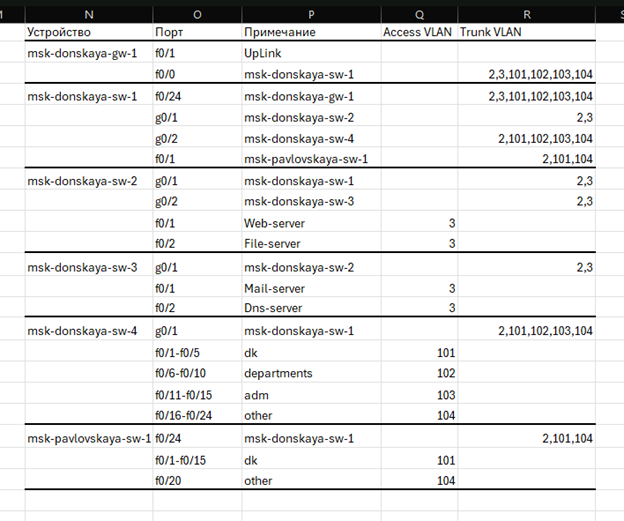 N O P Q R
Устройство Порт Примечание Access VLAN Trunk VLAN
msk-donskaya-gw-1 f0/1 UpLink
f0/0 msk-donskaya-sw-1 2,3,101,102,103,104
msk-donskaya-sw-1 f0/24 msk-donskaya-gw-1 2,3,101,102,103,104
g0/1 msk-donskaya-sw-2 2,3
g0/2 msk-donskaya-sw-4 2,101,102,103,104
f0/1 msk-pavlovskaya-sw-1 2,101,104
msk-donskaya-sw-2 g0/1 msk-donskaya-sw-1 2,3
g0/2 msk-donskaya-sw-3 2,3
f0/1 Web-server 3
f0/2 File-server 3
msk-donskaya-sw-3 g0/1 msk-donskaya-sw-2 2,3
f0/1 Mail-server 3
f0/2 Dns-server 3
msk-donskaya-sw-4 g0/1 msk-donskaya-sw-1 2,101,102,103,104
f0/1-f0/5 dk 101
f0/6-f0/10 departments 102
f0/11-f0/15 adm 103
f0/16-f0/24 other 104
msk-pavlovskaya-sw-1 f0/24 msk-donskaya-sw-1 2,101,104
f0/1-f0/15 dk 101
f0/20 other 104